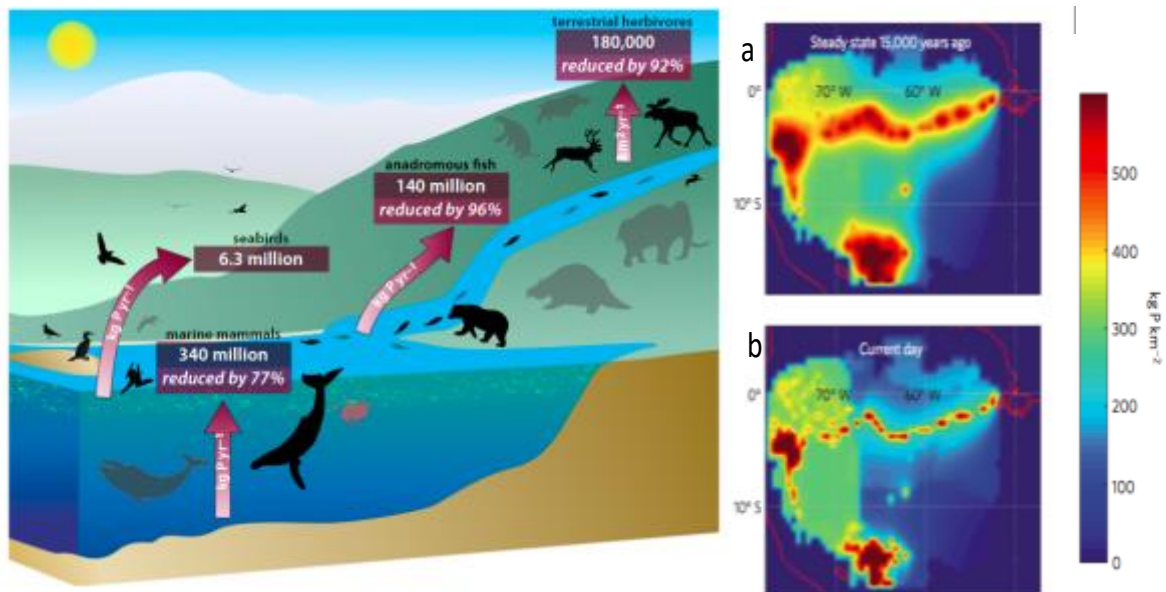 terrestrial herbivores
180,000
reduced by 92%
km² yr⁻¹
anadromous fish
140 million
reduced by 96%
kg P yr⁻¹
seabirds
6.3 million
kg P yr⁻¹
marine mammals
340 million
reduced by 77%
kg P yr⁻¹
a
Steady state 15,000 years ago
0°
70° W
60° W
10° S
b
Current day
0°
70° W
60° W
10° S
500
400
300
200
100
0
kg P km⁻²